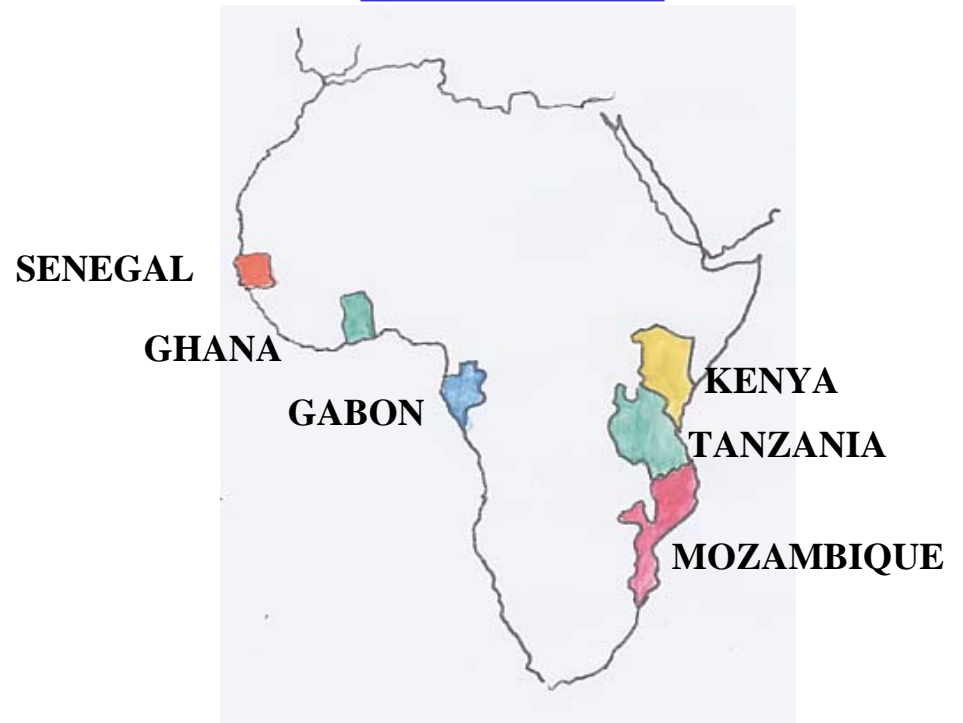 SENEGAL
GHANA
GABON
KENYA
TANZANIA
MOZAMBIQUE